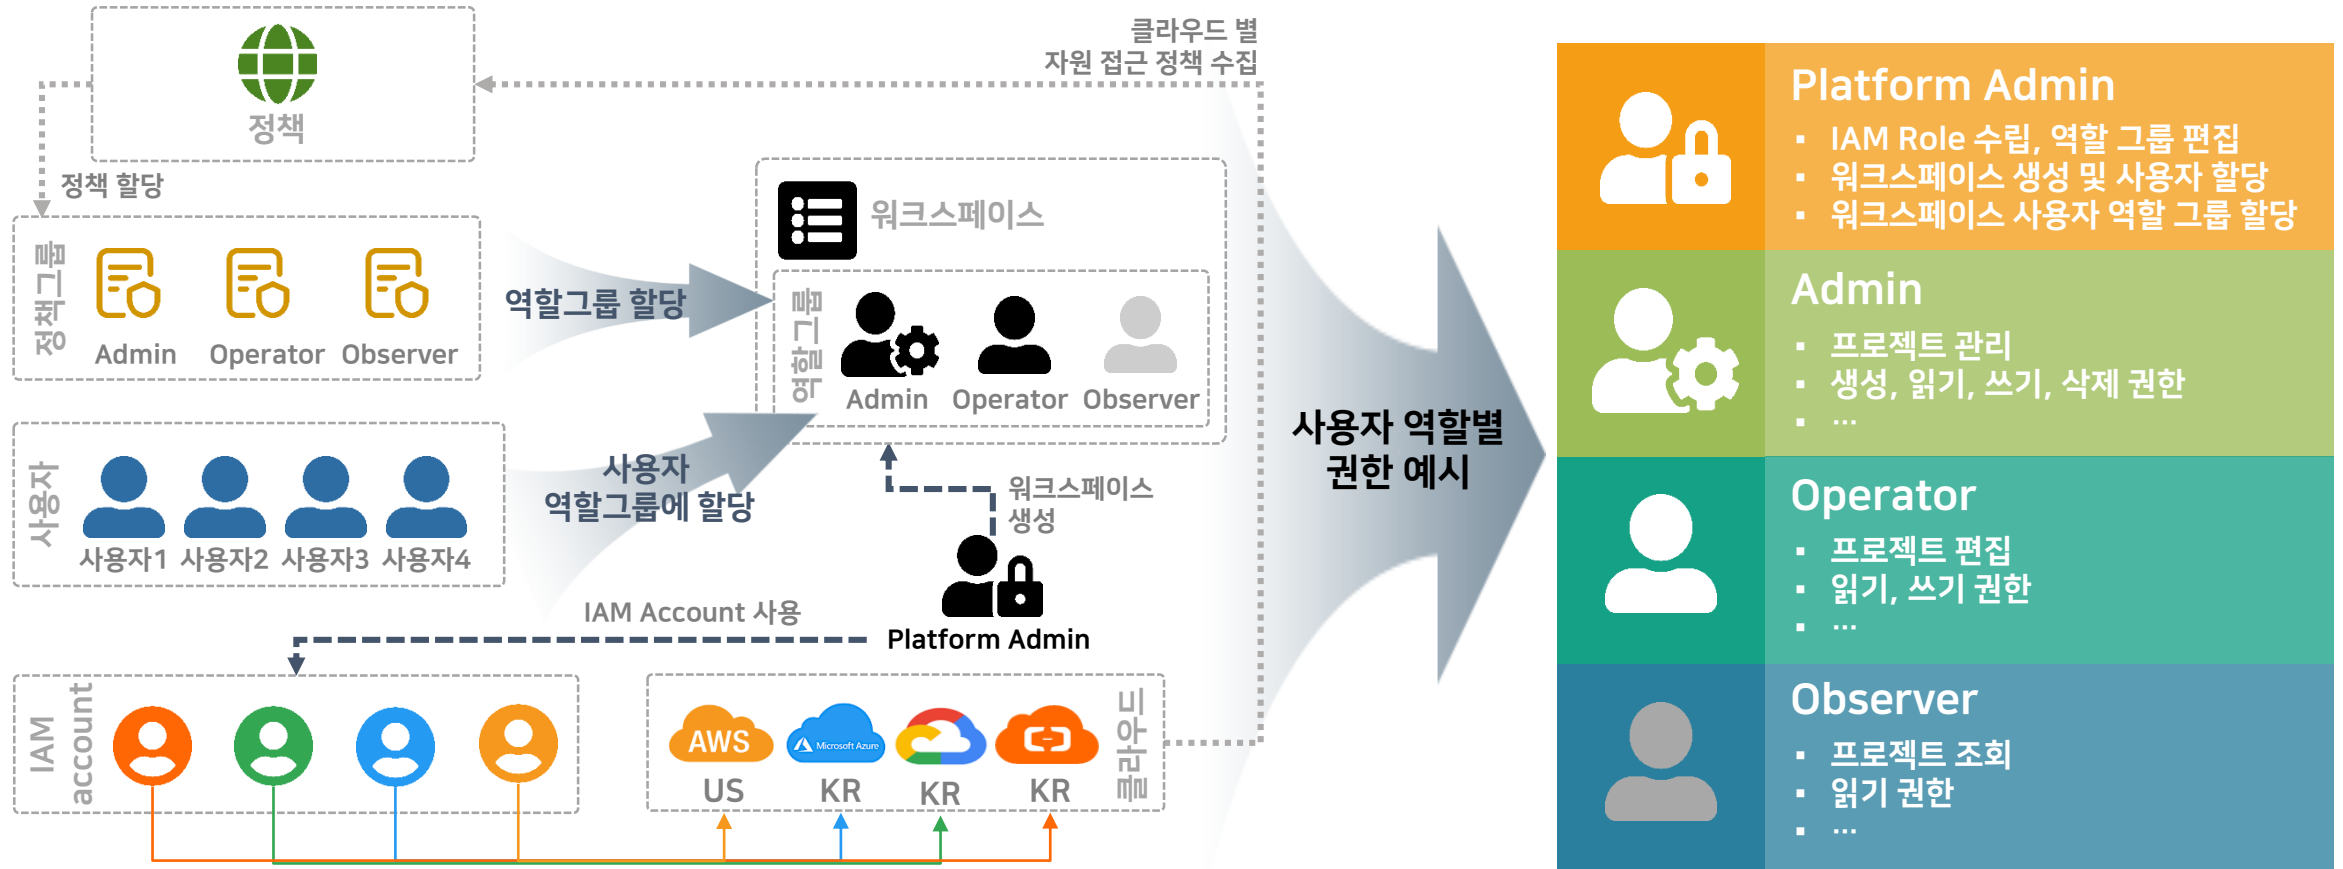 클라우드 별
자원 접근 정책 수집
정책
정책 할당
정책그룹
Admin
Operator
Observer
역할그룹 할당
워크스페이스
역할그룹
Admin
Operator
Observer
사용자
사용자1
사용자2
사용자3
사용자4
사용자
역할그룹에 할당
워크스페이스
생성
IAM Account 사용
Platform Admin
IAM
account
AWS
US
Microsoft Azure
KR
KR
KR
클라우드
사용자 역할별
권한 예시
Platform Admin
▪ IAM Role 수립, 역할 그룹 편집
▪ 워크스페이스 생성 및 사용자 할당
▪ 워크스페이스 사용자 역할 그룹 할당
Admin
▪ 프로젝트 관리
▪ 생성, 읽기, 쓰기, 삭제 권한
▪ ...
Operator
▪ 프로젝트 편집
▪ 읽기, 쓰기 권한
▪ ...
Observer
▪ 프로젝트 조회
▪ 읽기 권한
▪ ...